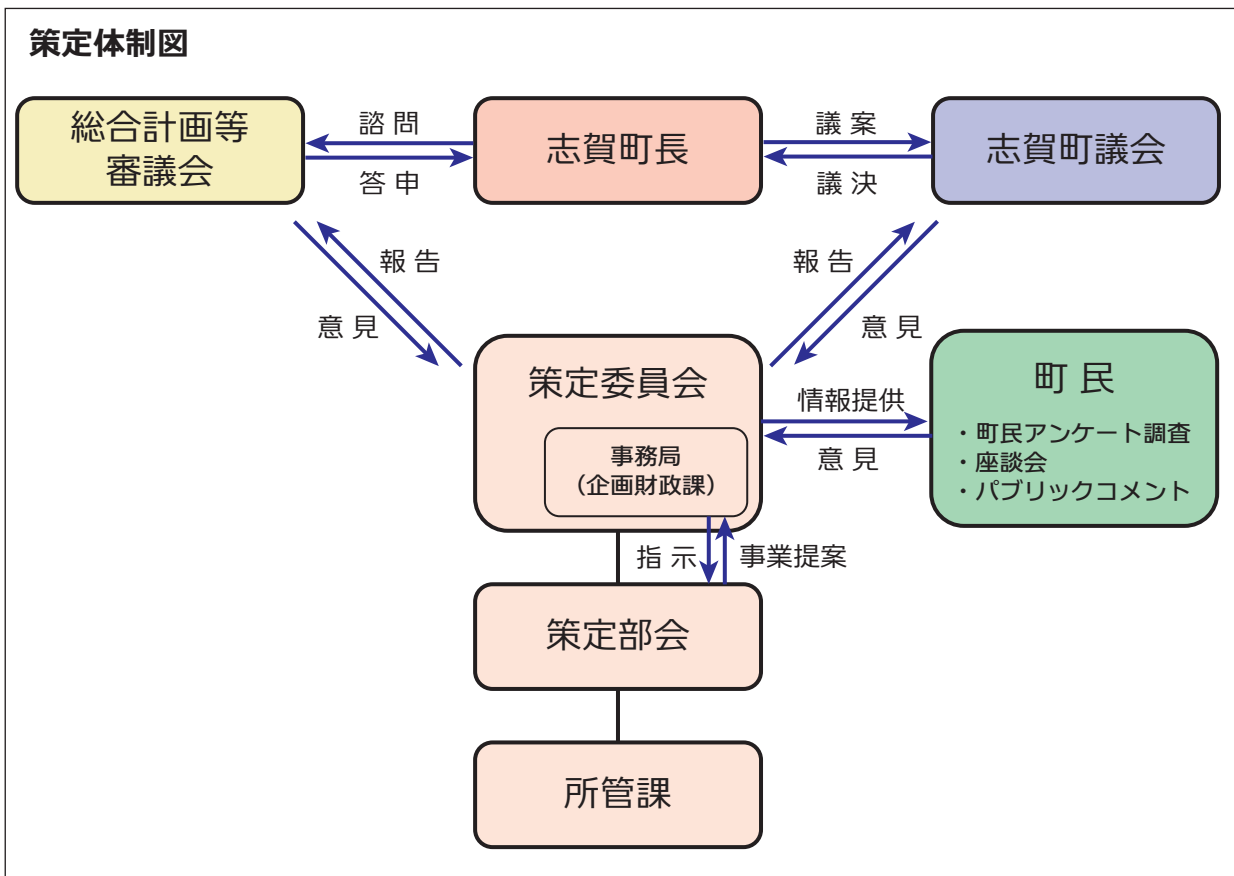 策定体制図
総合計画等
審議会
諮 問
答 申
志賀町長
議 案
議 決
志賀町議会
報 告
意 見
報 告
意 見
策定委員会
事務局
（企画財政課）
情報提供
意 見
町 民
・町民アンケート調査
・座談会
・パブリックコメント
指 示
事業提案
策定部会
所管課